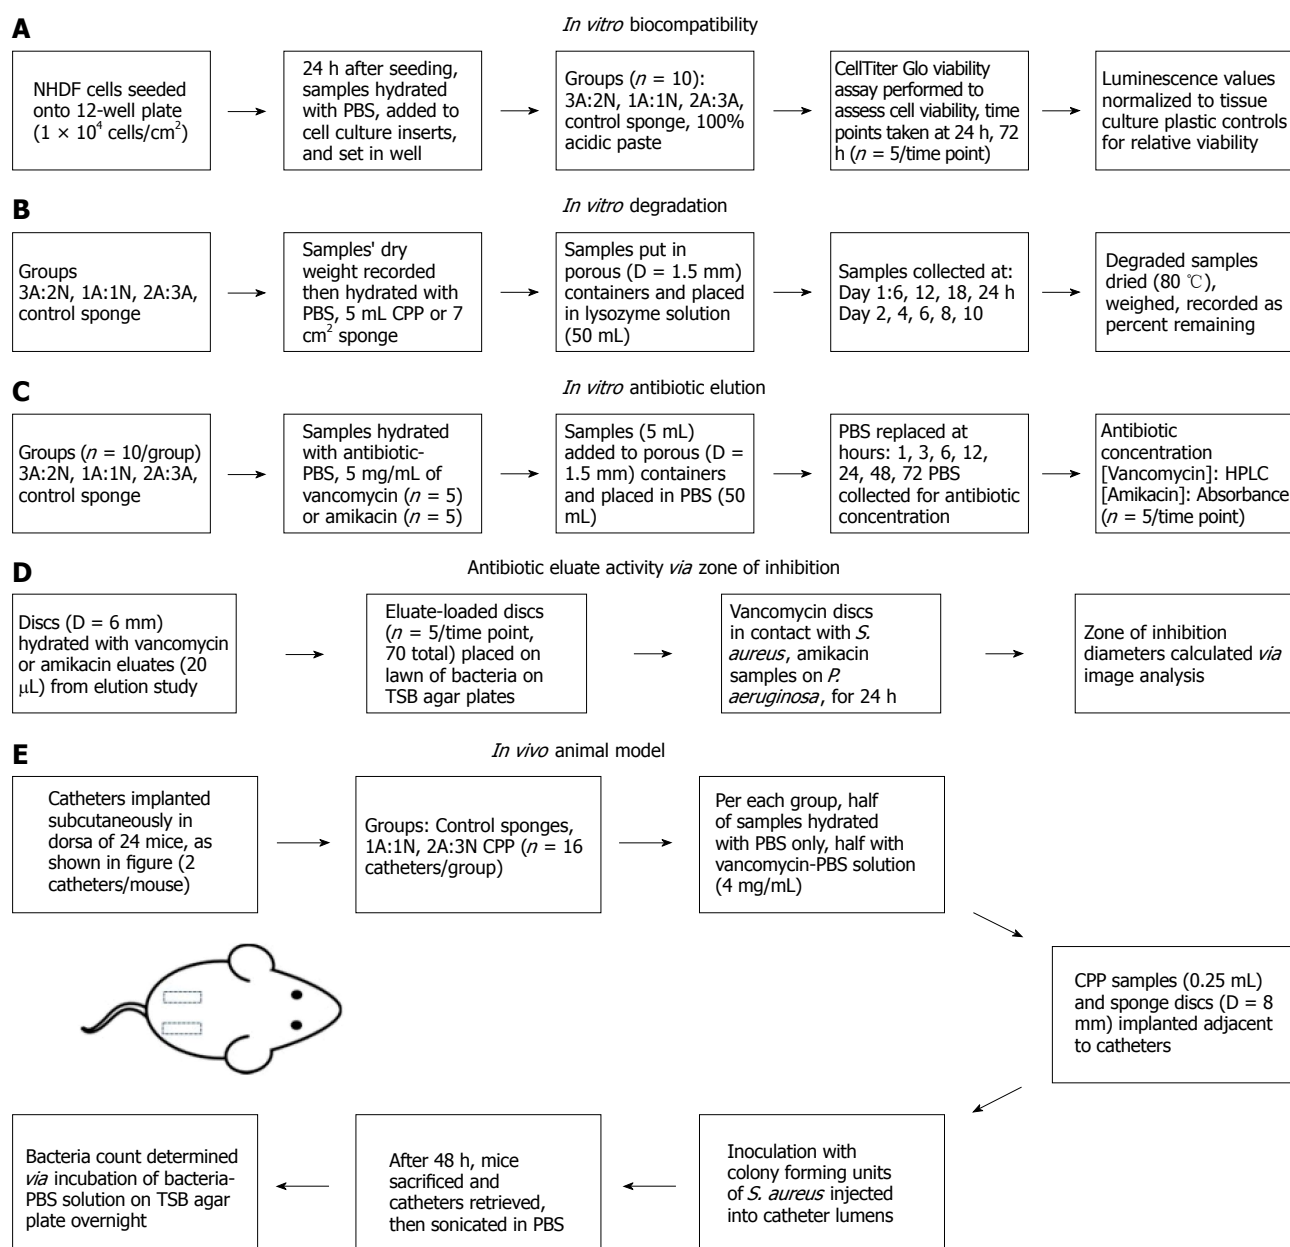 A
In vitro biocompatibility
NHDF cells seeded
onto 12-well plate
(1 × 10⁴ cells/cm²)
24 h after seeding,
samples hydrated
with PBS, added to
cell culture inserts,
and set in well
Groups (n = 10):
3A:2N, 1A:1N, 2A:3A,
control sponge, 100%
acidic paste
CellTiter Glo viability
assay performed to
assess cell viability, time
points taken at 24 h, 72
h (n = 5/time point)
Luminescence values
normalized to tissue
culture plastic controls
for relative viability
B
In vitro degradation
Groups
3A:2N, 1A:1N, 2A:3A,
control sponge
Samples' dry
weight recorded
then hydrated with
PBS, 5 mL CPP or 7
cm² sponge
Samples put in
porous (D = 1.5 mm)
containers and placed
in lysozyme solution
(50 mL)
Samples collected at:
Day 1:6, 12, 18, 24 h
Day 2, 4, 6, 8, 10
Degraded samples
dried (80 ℃),
weighed, recorded as
percent remaining
C
In vitro antibiotic elution
Groups (n = 10/group)
3A:2N, 1A:1N, 2A:3A,
control sponge
Samples hydrated
with antibiotic-
PBS, 5 mg/mL of
vancomycin (n = 5)
or amikacin (n = 5)
Samples (5 mL)
added to porous (D =
1.5 mm) containers
and placed in PBS (50
mL)
PBS replaced at
hours: 1, 3, 6, 12,
24, 48, 72 PBS
collected for antibiotic
concentration
Antibiotic
concentration
[Vancomycin]: HPLC
[Amikacin]: Absorbance
(n = 5/time point)
D
Antibiotic eluate activity via zone of inhibition
Discs (D = 6 mm)
hydrated with vancomycin
or amikacin eluates (20
μL) from elution study
Eluate-loaded discs
(n = 5/time point,
70 total) placed on
lawn of bacteria on
TSB agar plates
Vancomycin discs
in contact with S.
aureus, amikacin
samples on P.
aeruginosa, for 24 h
Zone of inhibition
diameters calculated via
image analysis
E
In vivo animal model
Catheters implanted
subcutaneously in
dorsa of 24 mice, as
shown in figure (2
catheters/mouse)
Groups: Control sponges,
1A:1N, 2A:3N CPP (n = 16
catheters/group)
Per each group, half
of samples hydrated
with PBS only, half with
vancomycin-PBS solution
(4 mg/mL)
CPP samples (0.25 mL)
and sponge discs (D = 8
mm) implanted adjacent
to catheters
Inoculation with
colony forming units
of S. aureus injected
into catheter lumens
After 48 h, mice
sacrificed and
catheters retrieved,
then sonicated in PBS
Bacteria count determined
via incubation of bacteria-
PBS solution on TSB agar
plate overnight